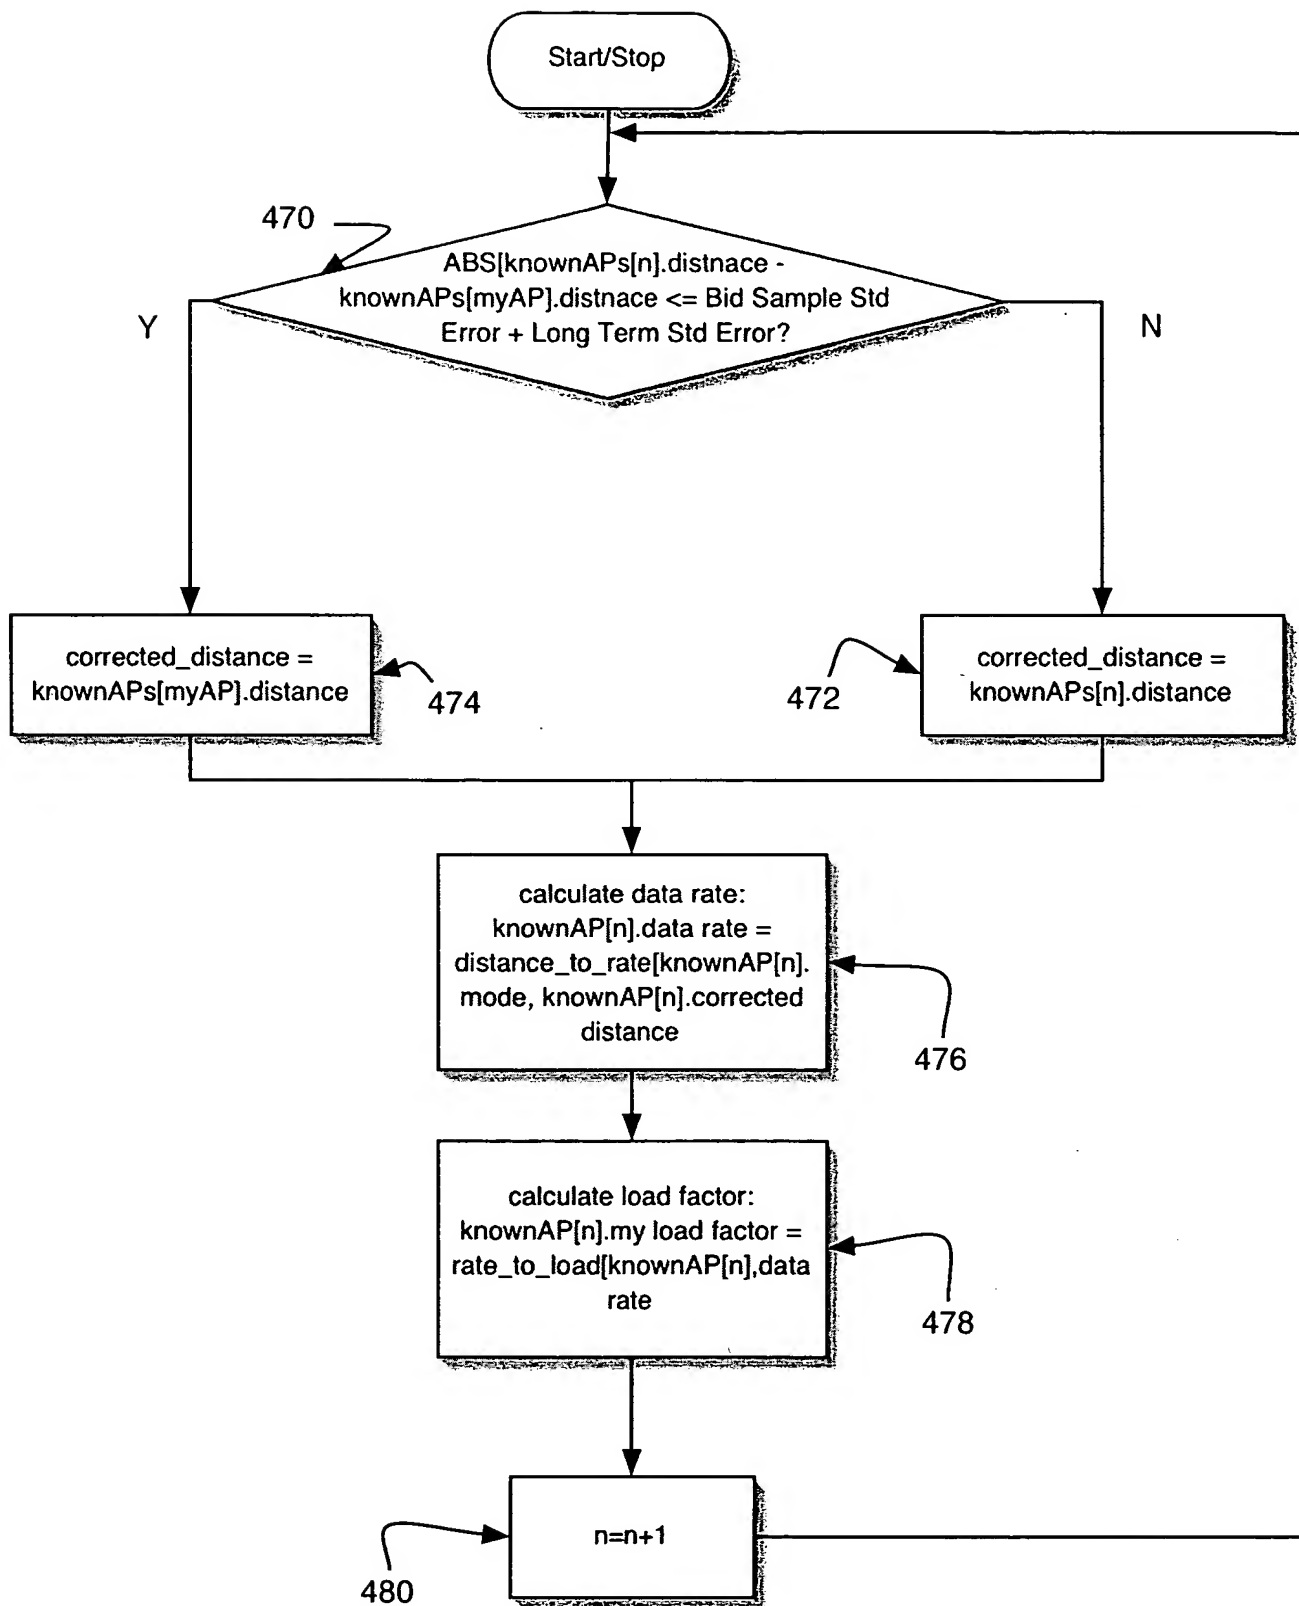 Start/Stop
470
ABS[knownAPs[n].distnace -
knownAPs[myAP].distnace <= Bid Sample Std
Error + Long Term Std Error?
Y
N
corrected_distance =
knownAPs[myAP].distance
474
472
corrected_distance =
knownAPs[n].distance
calculate data rate:
knownAP[n].data rate =
distance_to_rate[knownAP[n].
mode, knownAP[n].corrected
distance
476
calculate load factor:
knownAP[n].my load factor =
rate_to_load[knownAP[n],data
rate
478
n=n+1
480